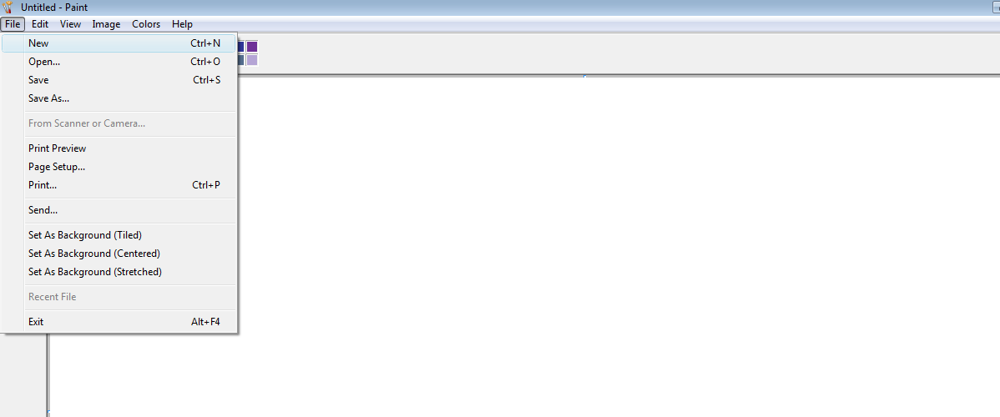 Untitled - Paint
File Edit View Image Colors Help
New Ctrl+N
Open... Ctrl+O
Save Ctrl+S
Save As...
From Scanner or Camera...
Print Preview
Page Setup...
Print... Ctrl+P
Send...
Set As Background (Tiled)
Set As Background (Centered)
Set As Background (Stretched)
Recent File
Exit Alt+F4